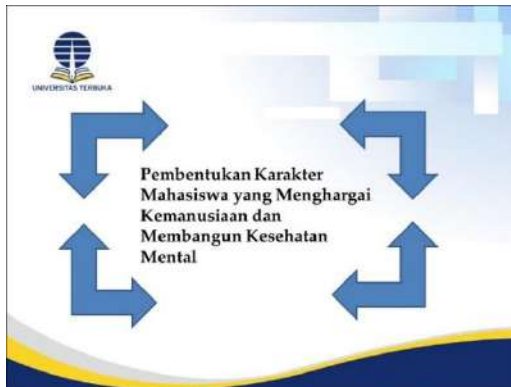 UNIVERSITAS TERBUKA
Pembentukan Karakter
Mahasiswa yang Menghargai
Kemanusiaan dan
Membangun Kesehatan
Mental